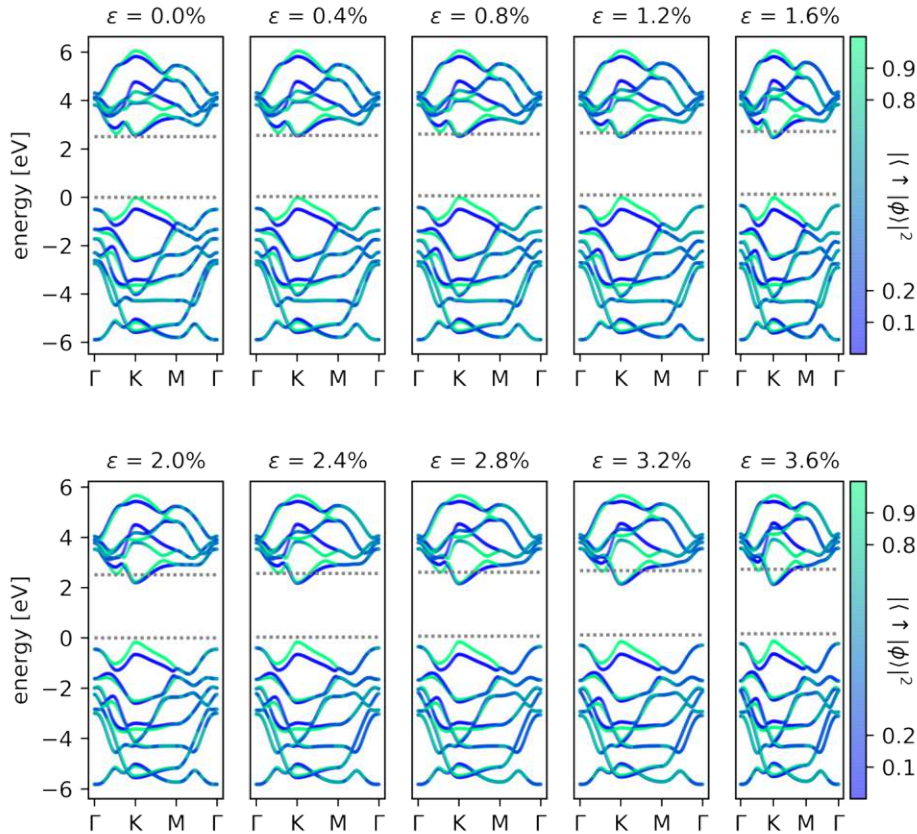 ε = 0.0% ε = 0.4% ε = 0.8% ε = 1.2% ε = 1.6%
6
4
2
0
−2
−4
−6
energy [eV]
0.9
0.8
0.2
0.1
|⟨↑|ϕ⟩|²
Γ K M Γ Γ K M Γ Γ K M Γ Γ K M Γ Γ K M Γ
ε = 2.0% ε = 2.4% ε = 2.8% ε = 3.2% ε = 3.6%
6
4
2
0
−2
−4
−6
energy [eV]
0.9
0.8
0.2
0.1
|⟨↑|ϕ⟩|²
Γ K M Γ Γ K M Γ Γ K M Γ Γ K M Γ Γ K M Γ